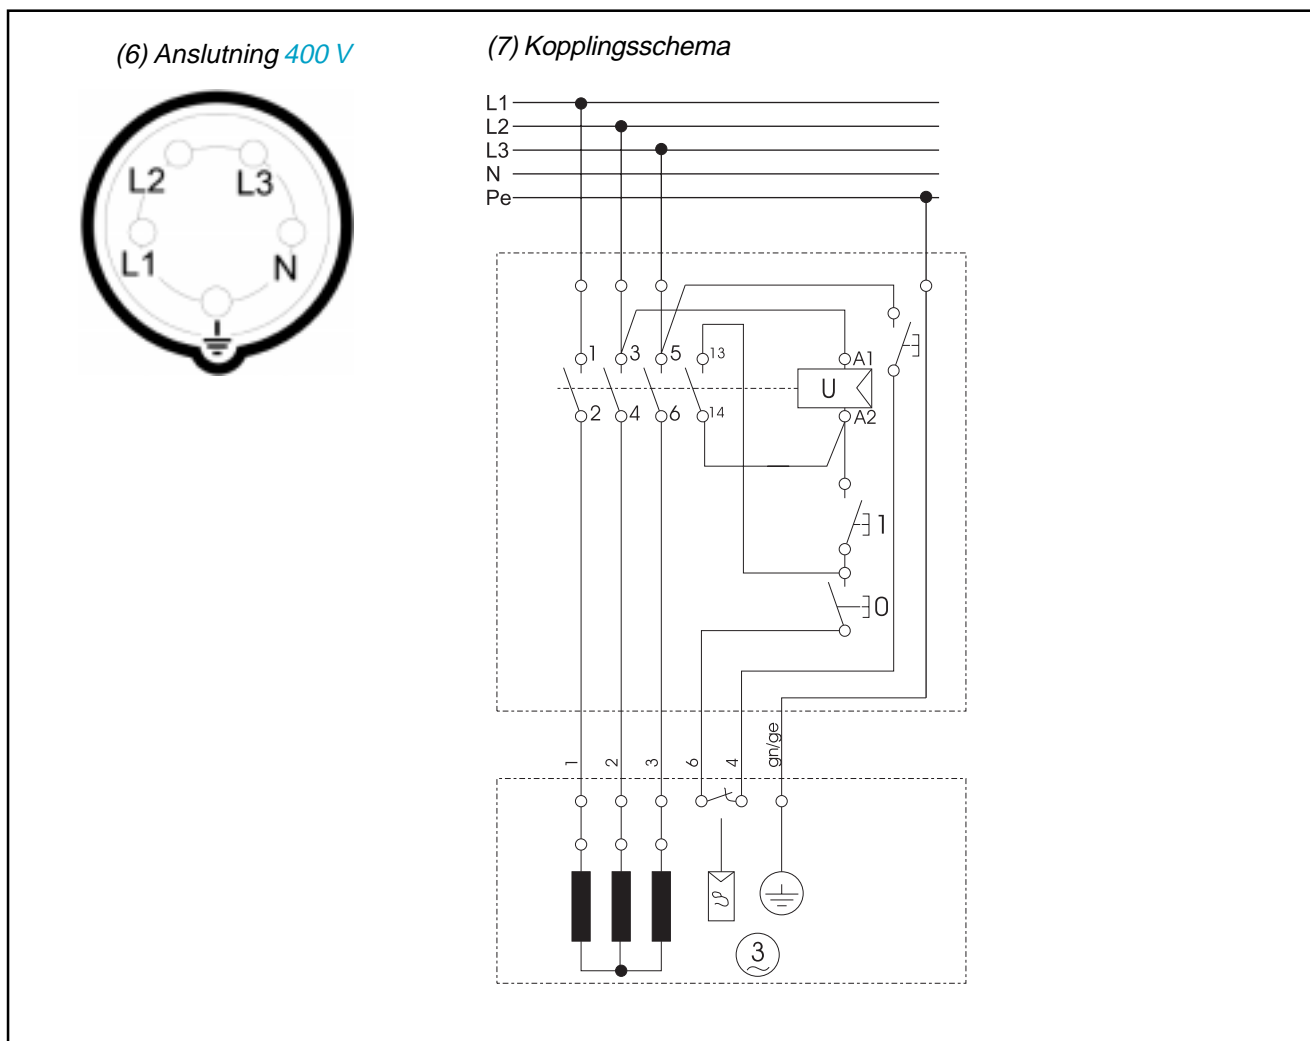 (6) Anslutning 400 V
L2 L3
L1 N
(7) Kopplingsschema
L1
L2
L3
N
Pe
1 3 5 13 A1
U
2 4 6 14 A2
1
0
1 2 3 6 4 gn/ge
ϑ
3
~